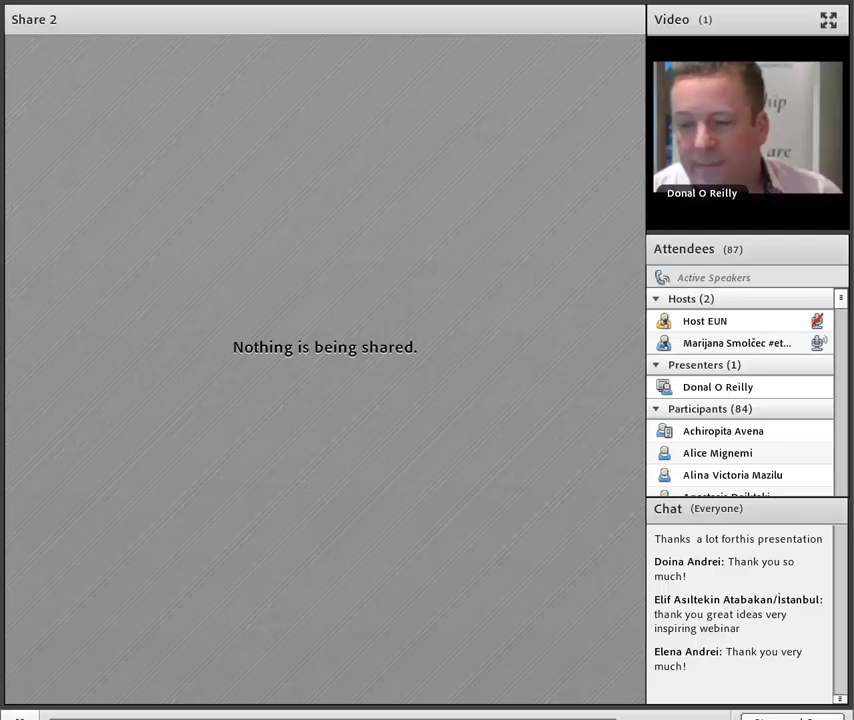 Share 2
Nothing is being shared.
Video (1)
hip
are
Donal O Reilly
Attendees (87)
Active Speakers
Hosts (2)
Host EUN
Marijana Smolčec #et...
Presenters (1)
Donal O Reilly
Participants (84)
Achiropita Avena
Alice Mignemi
Alina Victoria Mazilu
Chat (Everyone)
Thanks a lot forthis presentation
Doina Andrei: Thank you so
much!
Elif Asıltekin Atabakan/İstanbul:
thank you great ideas very
inspiring webinar
Elena Andrei: Thank you very
much!